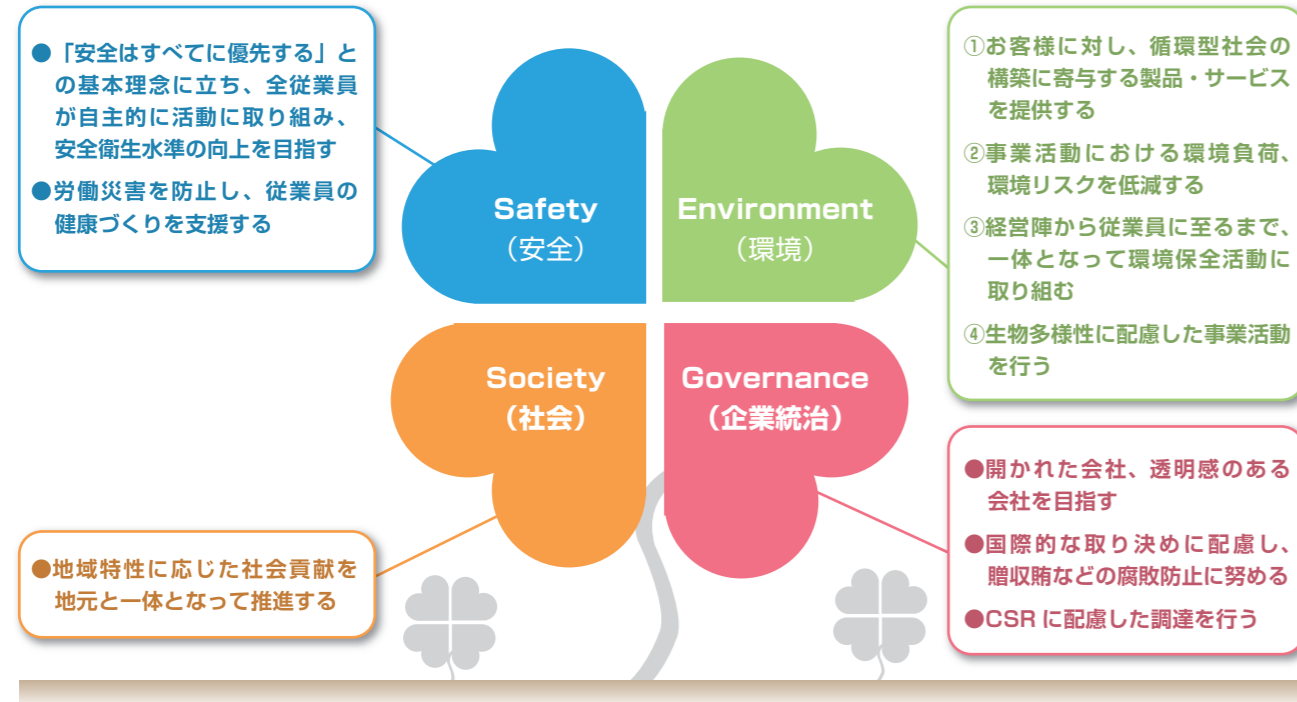 ●「安全はすべてに優先する」と
の基本理念に立ち、全従業員
が自主的に活動に取り組み、
安全衛生水準の向上を目指す
●労働災害を防止し、従業員の
健康づくりを支援する
Safety
（安全）
Environment
（環境）
①お客様に対し、循環型社会の
構築に寄与する製品・サービス
を提供する
②事業活動における環境負荷、
環境リスクを低減する
③経営陣から従業員に至るまで、
一体となって環境保全活動に
取り組む
④生物多様性に配慮した事業活動
を行う
Society
（社会）
Governance
（企業統治）
●地域特性に応じた社会貢献を
地元と一体となって推進する
●開かれた会社、透明感のある
会社を目指す
●国際的な取り決めに配慮し、
贈収賄などの腐敗防止に努める
●CSR に配慮した調達を行う